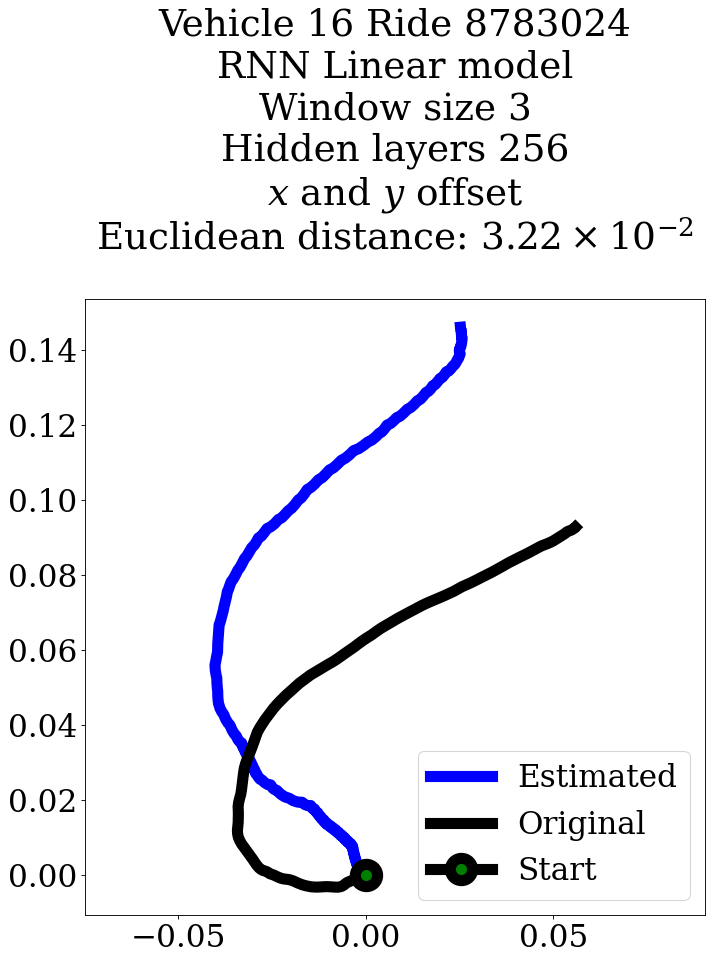 Vehicle 16 Ride 8783024
RNN Linear model
Window size 3
Hidden layers 256
x and y offset
Euclidean distance: 3.22 × 10⁻²
0.14
0.12
0.10
0.08
0.06
0.04
0.02
0.00
Estimated
Original
Start
−0.05 0.00 0.05